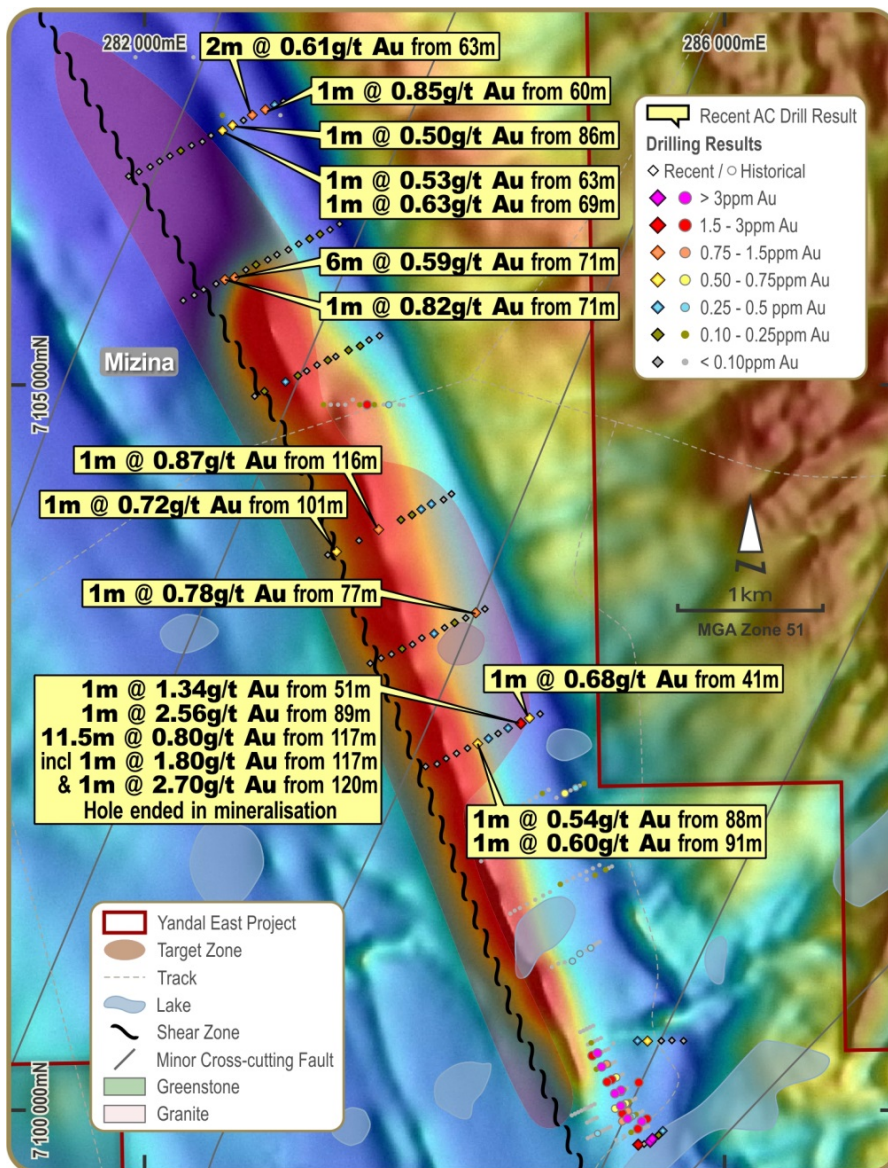 282 000mE
286 000mE
2m @ 0.61g/t Au from 63m
1m @ 0.85g/t Au from 60m
1m @ 0.50g/t Au from 86m
1m @ 0.53g/t Au from 63m
1m @ 0.63g/t Au from 69m
6m @ 0.59g/t Au from 71m
1m @ 0.82g/t Au from 71m
Recent AC Drill Result
Drilling Results
Recent / Historical
> 3ppm Au
1.5 - 3ppm Au
0.75 - 1.5ppm Au
0.50 - 0.75ppm Au
0.25 - 0.5 ppm Au
0.10 - 0.25ppm Au
< 0.10ppm Au
Mizina
7 105 000mN
1m @ 0.87g/t Au from 116m
1m @ 0.72g/t Au from 101m
1m @ 0.78g/t Au from 77m
N
1km
MGA Zone 51
1m @ 1.34g/t Au from 51m
1m @ 2.56g/t Au from 89m
11.5m @ 0.80g/t Au from 117m
incl 1m @ 1.80g/t Au from 117m
& 1m @ 2.70g/t Au from 120m
Hole ended in mineralisation
1m @ 0.68g/t Au from 41m
1m @ 0.54g/t Au from 88m
1m @ 0.60g/t Au from 91m
Yandal East Project
Target Zone
Track
Lake
Shear Zone
Minor Cross-cutting Fault
Greenstone
Granite
7 100 000mN